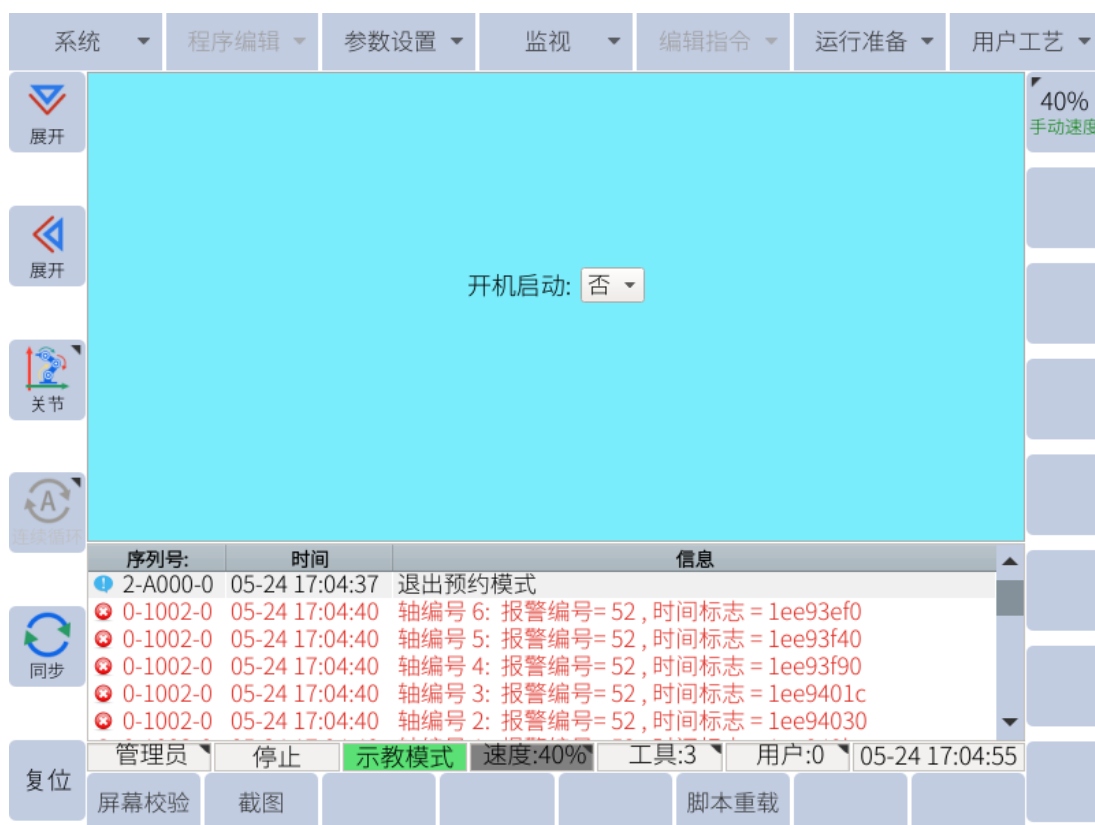 系统 程序编辑 参数设置 监视 编辑指令 运行准备 用户工艺
展开
40%
手动速度
展开
开机启动: 否
关节
连续循环
序列号: 时间 信息
2-A000-0 05-24 17:04:37 退出预约模式
0-1002-0 05-24 17:04:40 轴编号 6: 报警编号= 52 , 时间标志 = 1ee93ef0
0-1002-0 05-24 17:04:40 轴编号 5: 报警编号= 52 , 时间标志 = 1ee93f40
0-1002-0 05-24 17:04:40 轴编号 4: 报警编号= 52 , 时间标志 = 1ee93f90
0-1002-0 05-24 17:04:40 轴编号 3: 报警编号= 52 , 时间标志 = 1ee9401c
0-1002-0 05-24 17:04:40 轴编号 2: 报警编号= 52 , 时间标志 = 1ee94030
同步
管理员 停止 示教模式 速度:40% 工具:3 用户:0 05-24 17:04:55
复位
屏幕校验 截图 脚本重载